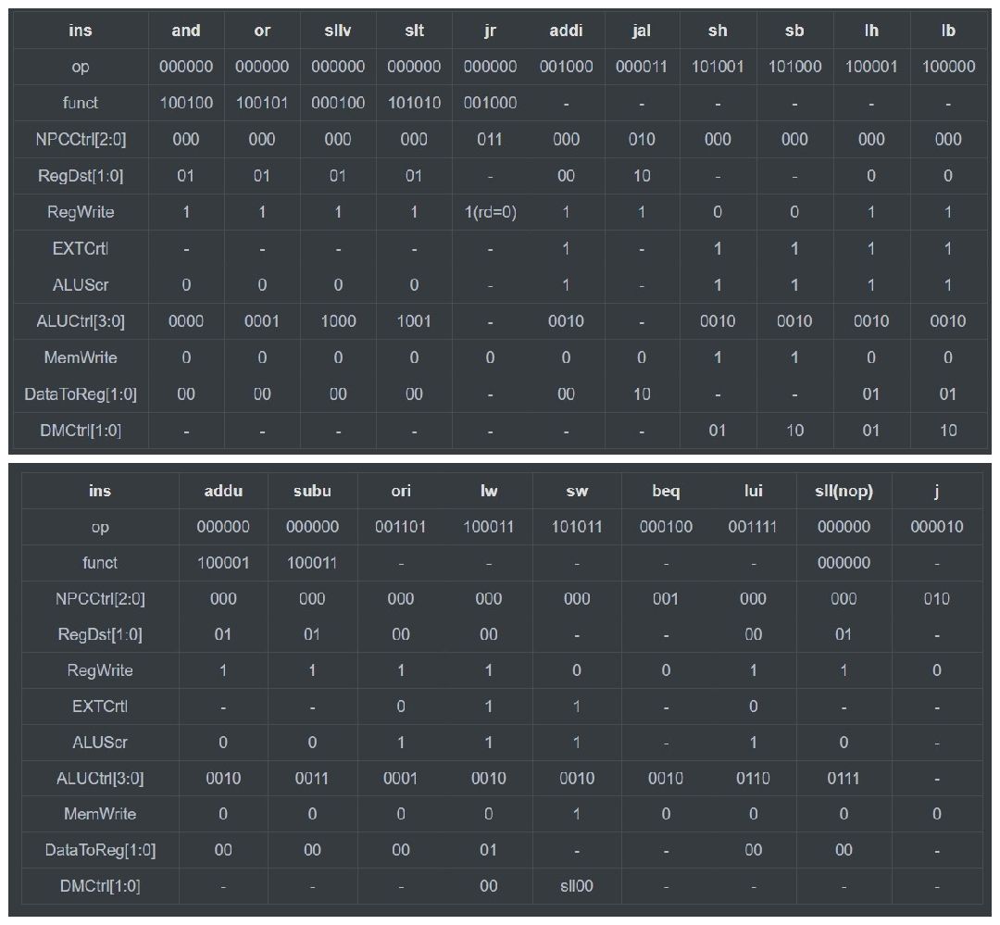 ins and or sllv slt jr addi jal sh sb lh lb
op 000000 000000 000000 000000 000000 001000 000011 101001 101000 100001 100000
funct 100100 100101 000100 101010 001000 - - - - - -
NPCCtrl[2:0] 000 000 000 000 011 000 010 000 000 000 000
RegDst[1:0] 01 01 01 01 - 00 10 - - 0 0
RegWrite 1 1 1 1 1(rd=0) 1 1 0 0 1 1
EXTCrtl - - - - - 1 - 1 1 1 1
ALUScr 0 0 0 0 - 1 - 1 1 1 1
ALUCtrl[3:0] 0000 0001 1000 1001 - 0010 - 0010 0010 0010 0010
MemWrite 0 0 0 0 0 0 0 1 1 0 0
DataToReg[1:0] 00 00 00 00 - 00 10 - - 01 01
DMCtrl[1:0] - - - - - - - 01 10 01 10
ins addu subu ori lw sw beq lui sll(nop) j
op 000000 000000 001101 100011 101011 000100 001111 000000 000010
funct 100001 100011 - - - - - 000000 -
NPCCtrl[2:0] 000 000 000 000 000 001 000 000 010
RegDst[1:0] 01 01 00 00 - - 00 01 -
RegWrite 1 1 1 1 0 0 1 1 0
EXTCrtl - - 0 1 1 - 0 - -
ALUScr 0 0 1 1 1 - 1 0 -
ALUCtrl[3:0] 0010 0011 0001 0010 0010 0010 0110 0111 -
MemWrite 0 0 0 0 1 0 0 0 0
DataToReg[1:0] 00 00 00 01 - - 00 00 -
DMCtrl[1:0] - - - 00 sll00 - - - -